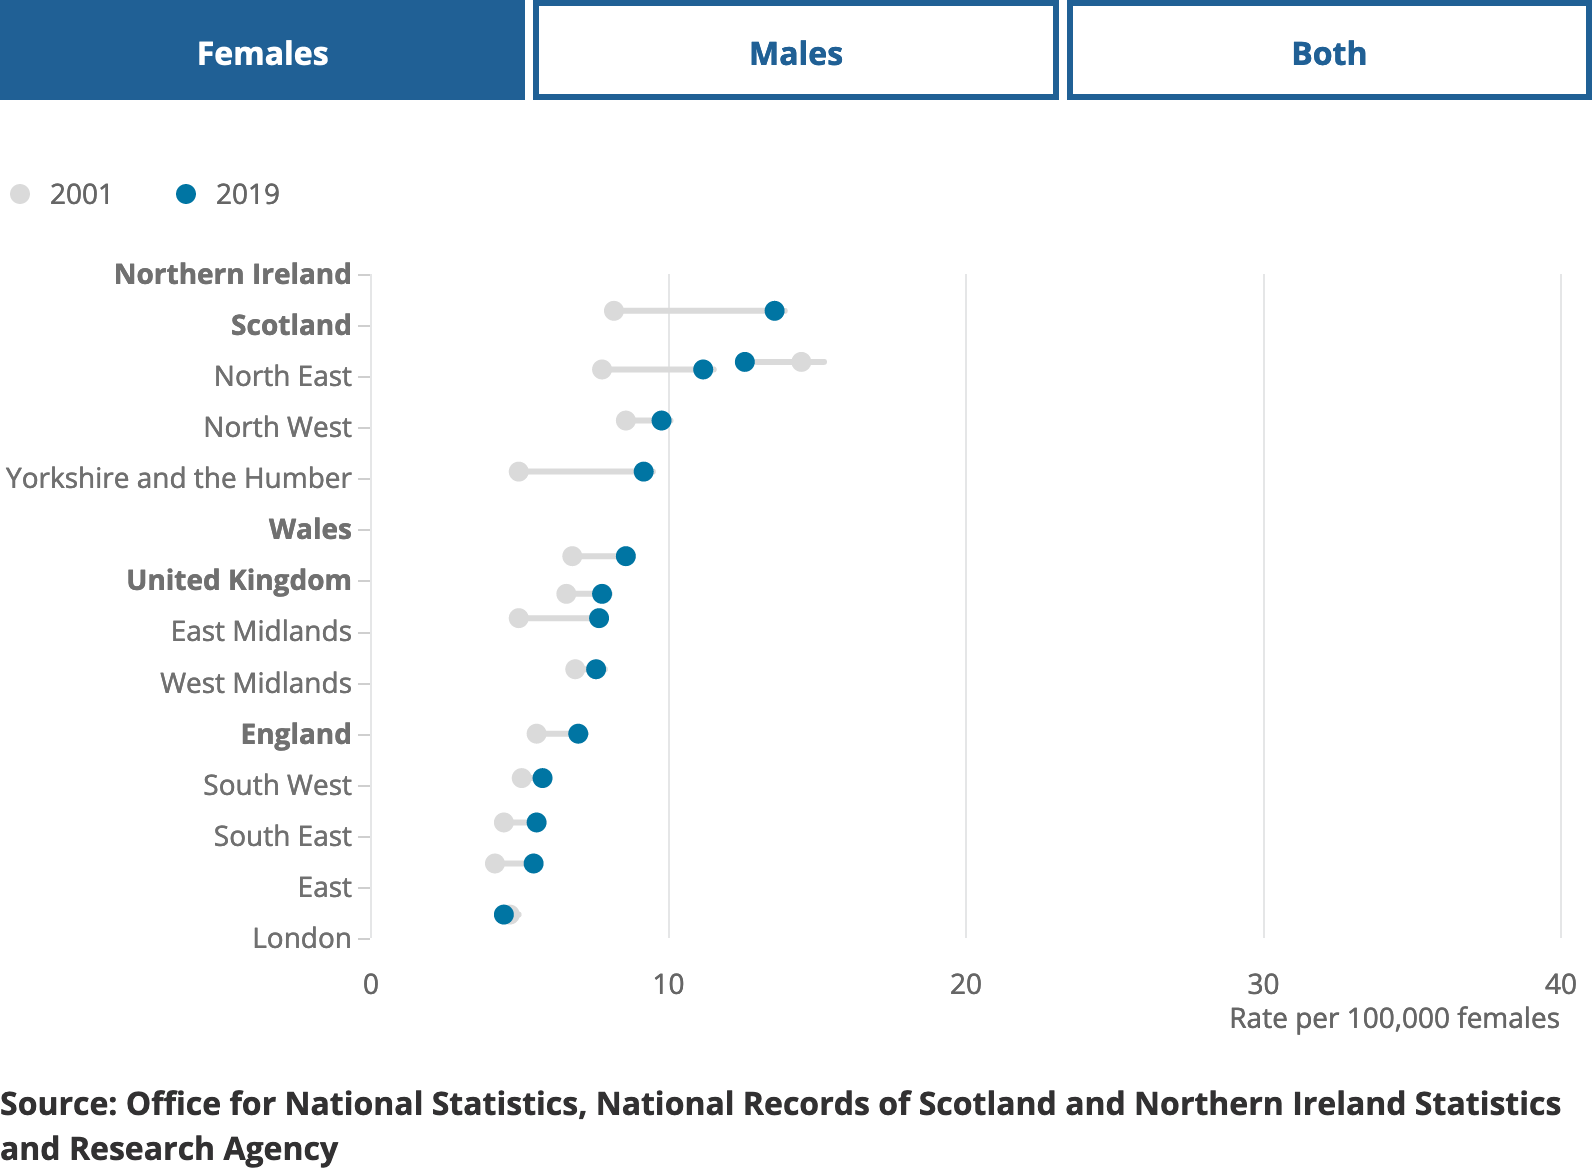 Females
Males
Both
2001
2019
Northern Ireland
Scotland
North East
North West
Yorkshire and the Humber
Wales
United Kingdom
East Midlands
West Midlands
England
South West
South East
East
London
0 10 20 30 40
Rate per 100,000 females
Source: Office for National Statistics, National Records of Scotland and Northern Ireland Statistics
and Research Agency